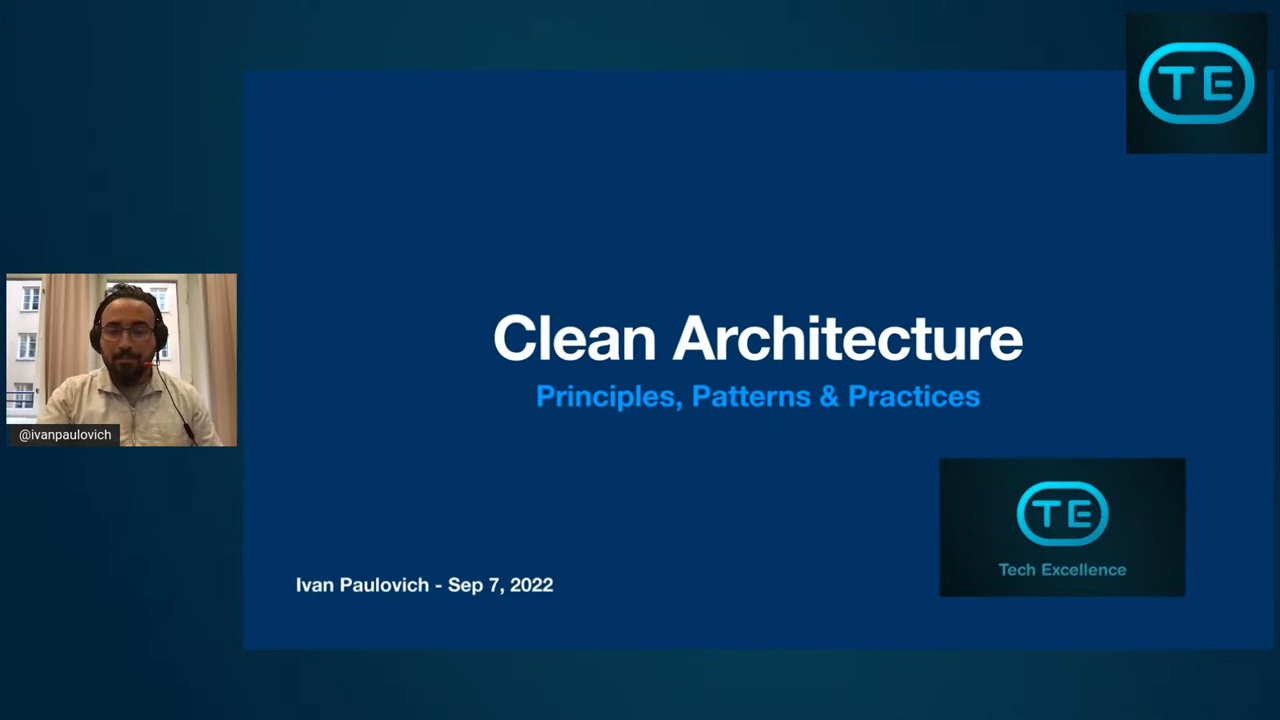 TE
Clean Architecture
Principles, Patterns & Practices
@ivanpaulovich
TE
Tech Excellence
Ivan Paulovich - Sep 7, 2022